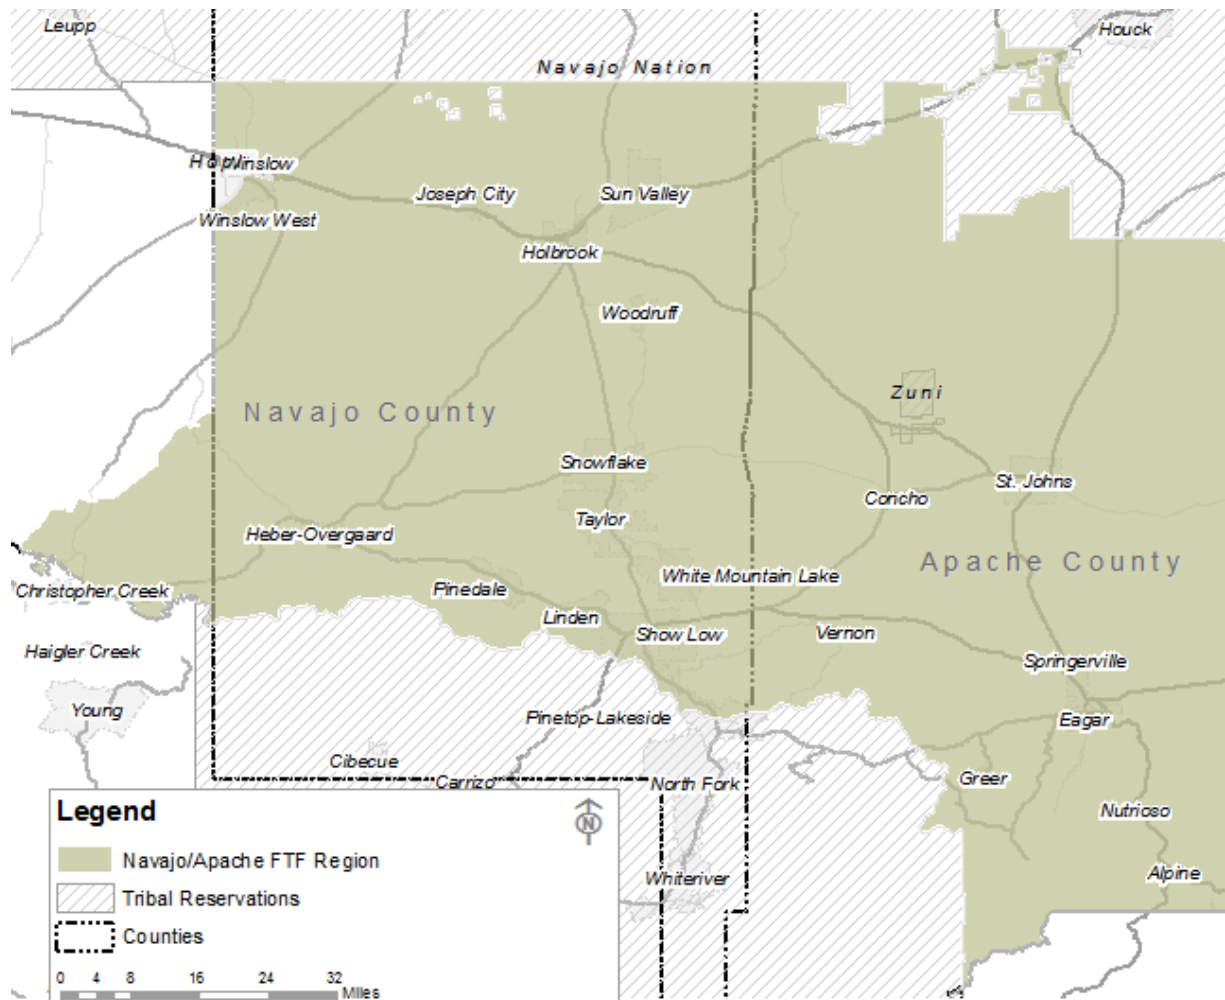 Leupp
Houck
Navajo Nation
Hopi
Winslow
Joseph City
Sun Valley
Winslow West
Holbrook
Woodruff
Zuni
Navajo County
Snowflake
St. Johns
Concho
Taylor
Heber-Overgaard
Apache County
White Mountain Lake
Christopher Creek
Pinedale
Linden
Show Low
Vernon
Haigler Creek
Springerville
Young
Pinetop-Lakeside
Eagar
Cibecue
Carrizo
North Fork
Greer
Nutrioso
Whiteriver
Alpine
Legend
N
Navajo/Apache FTF Region
Tribal Reservations
Counties
0 4 8 16 24 32
Miles